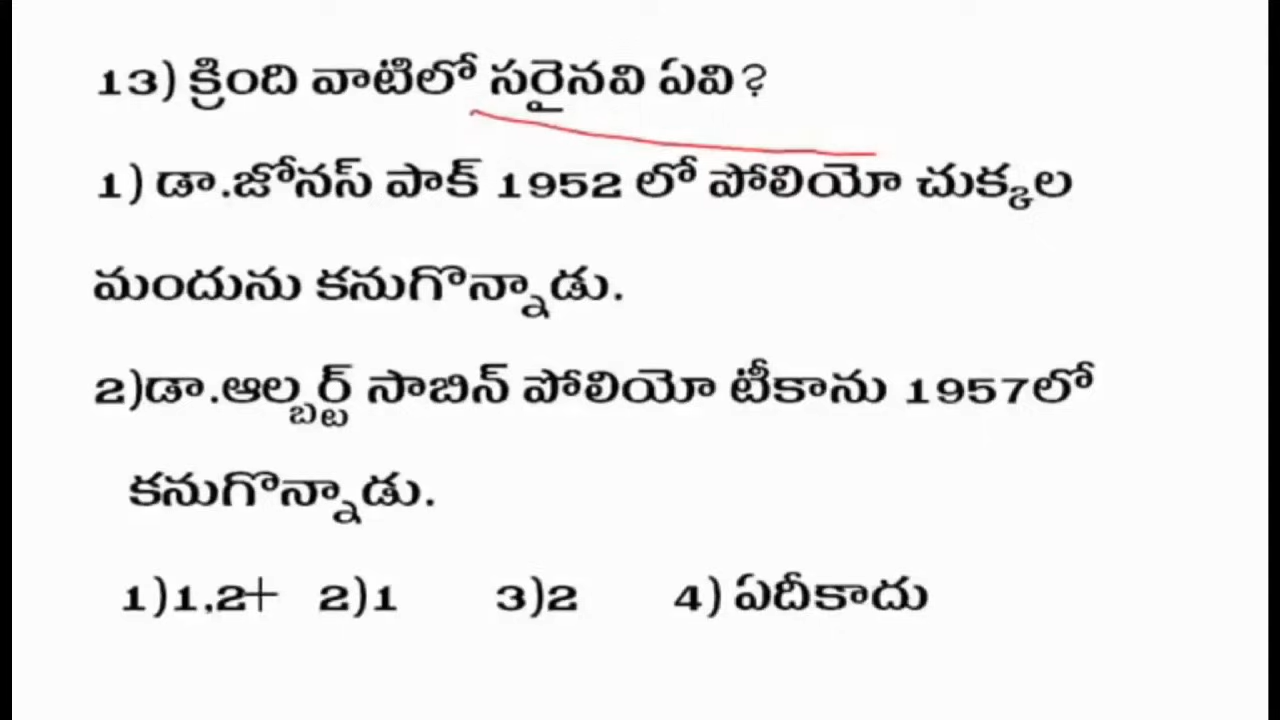 13) క్రింది వాటిలో సరైనవి ఏవి?
1) డా.జోనస్ పాక్ 1952 లో పోలియో చుక్కల
మందును కనుగొన్నాడు.
2)డా.ఆల్బర్ట్ సాబిన్ పోలియో టీకాను 1957లో
కనుగొన్నాడు.
1)1,2+ 2)1 3)2 4) ఏదీకాదు